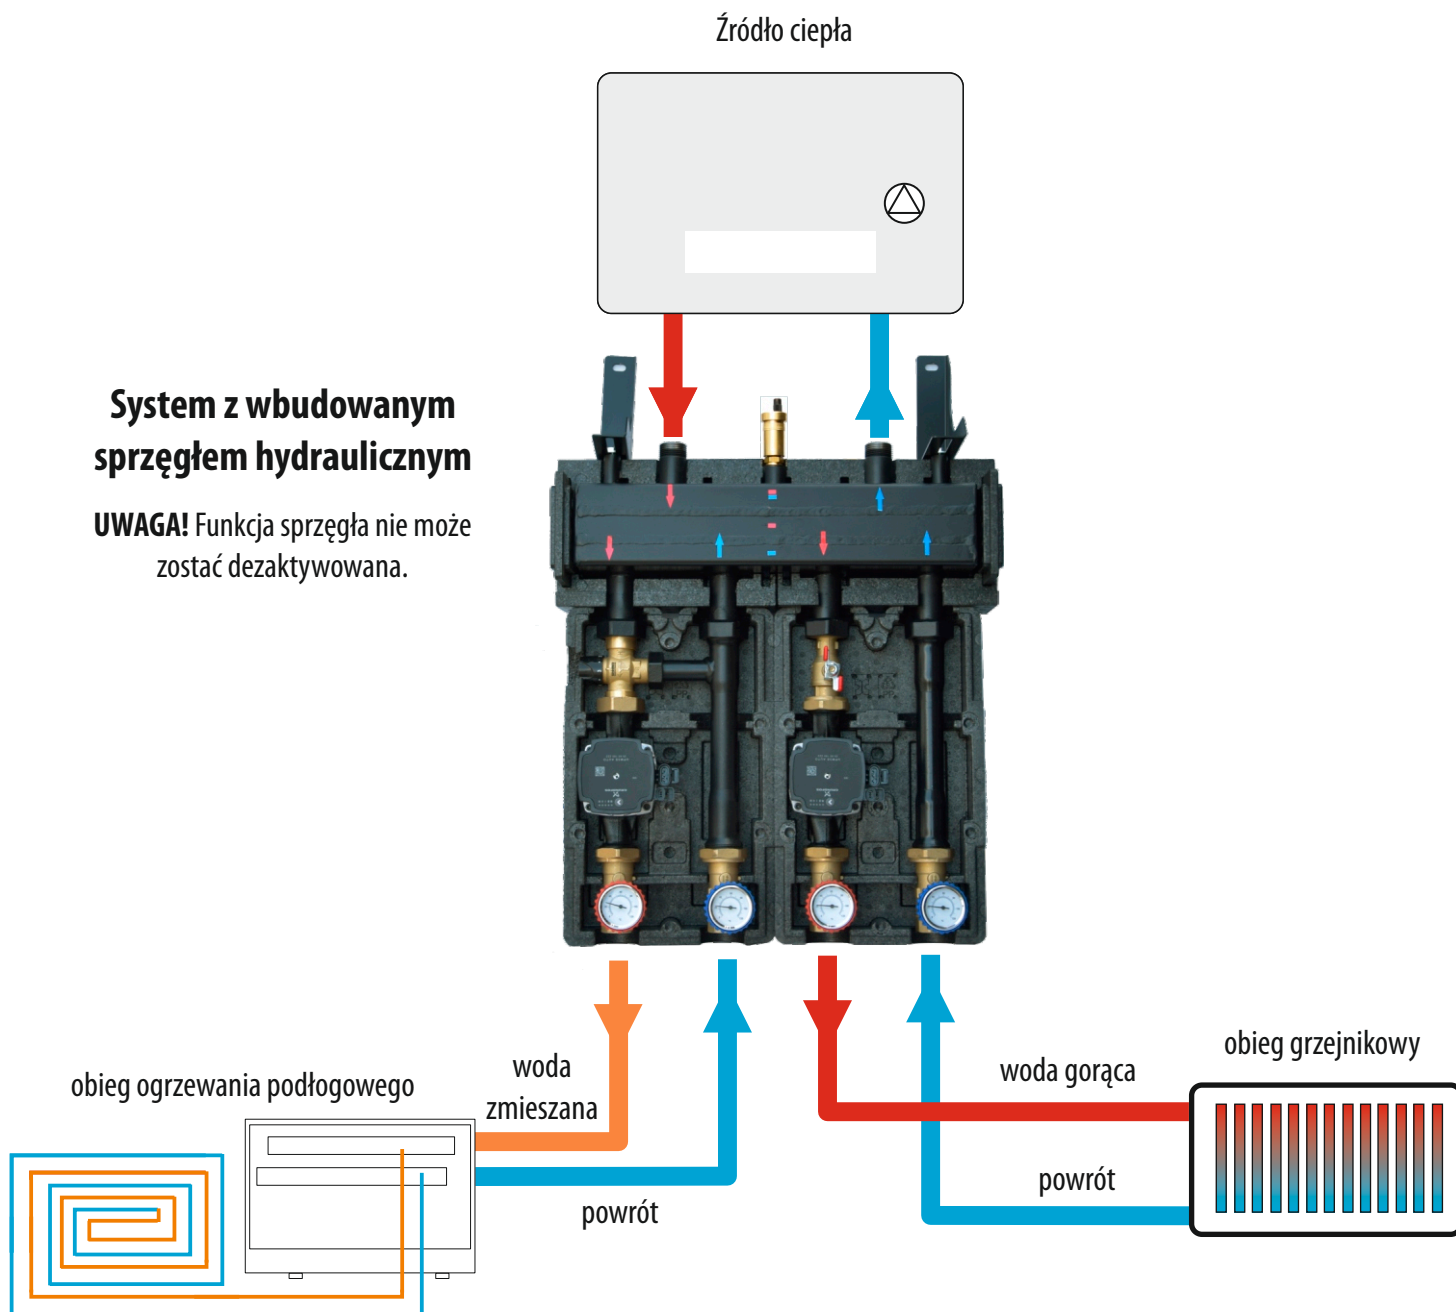 Źródło ciepła
System z wbudowanym
sprzęgłem hydraulicznym
UWAGA! Funkcja sprzęgła nie może
zostać dezaktywowana.
obieg ogrzewania podłogowego
woda
zmieszana
powrót
woda gorąca
powrót
obieg grzejnikowy